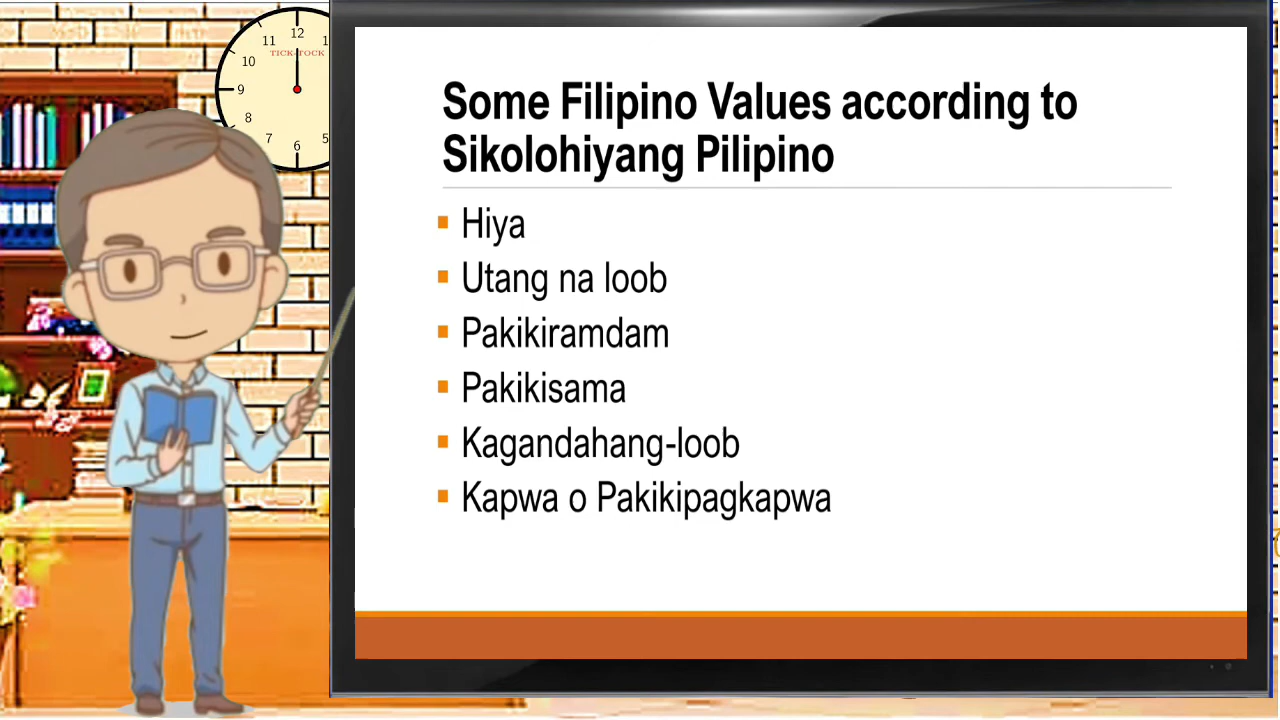 12
11
1
TICK-TOCK
10
9
8
7
6
5
Some Filipino Values according to
Sikolohiyang Pilipino
Hiya
Utang na loob
Pakikiramdam
Pakikisama
Kagandahang-loob
Kapwa o Pakikipagkapwa